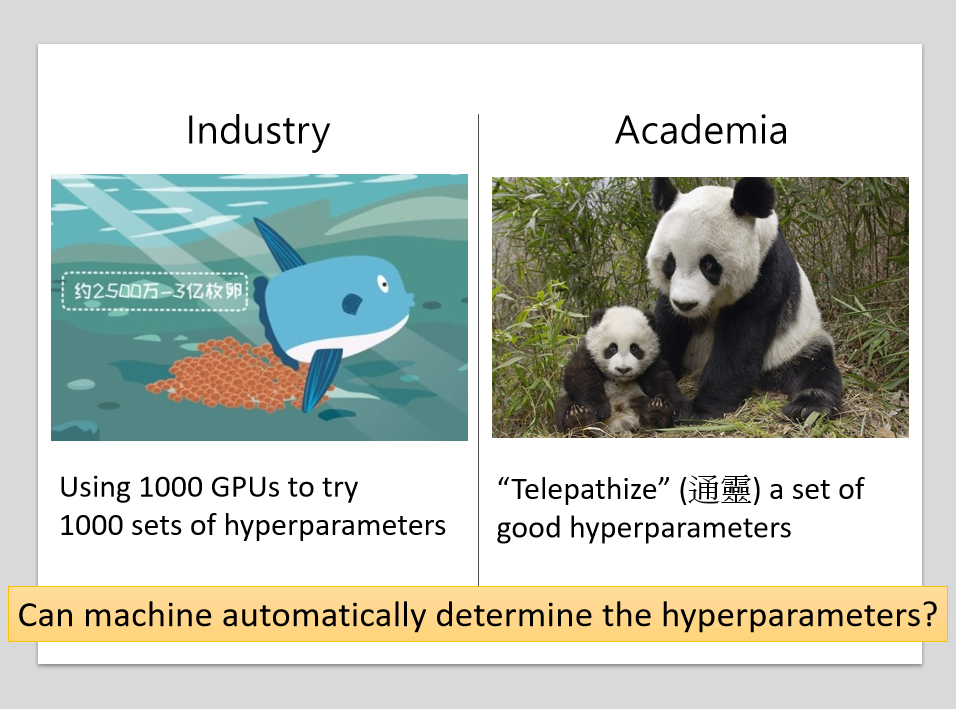 Industry
约2500万-3亿枚卵
Using 1000 GPUs to try
1000 sets of hyperparameters
Academia
“Telepathize” (通靈) a set of
good hyperparameters
Can machine automatically determine the hyperparameters?